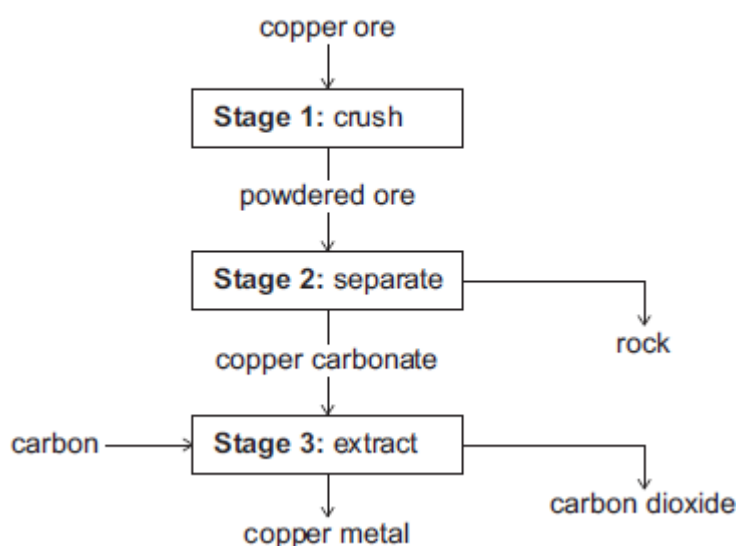 copper ore
Stage 1: crush
powdered ore
Stage 2: separate
rock
copper carbonate
carbon
Stage 3: extract
carbon dioxide
copper metal